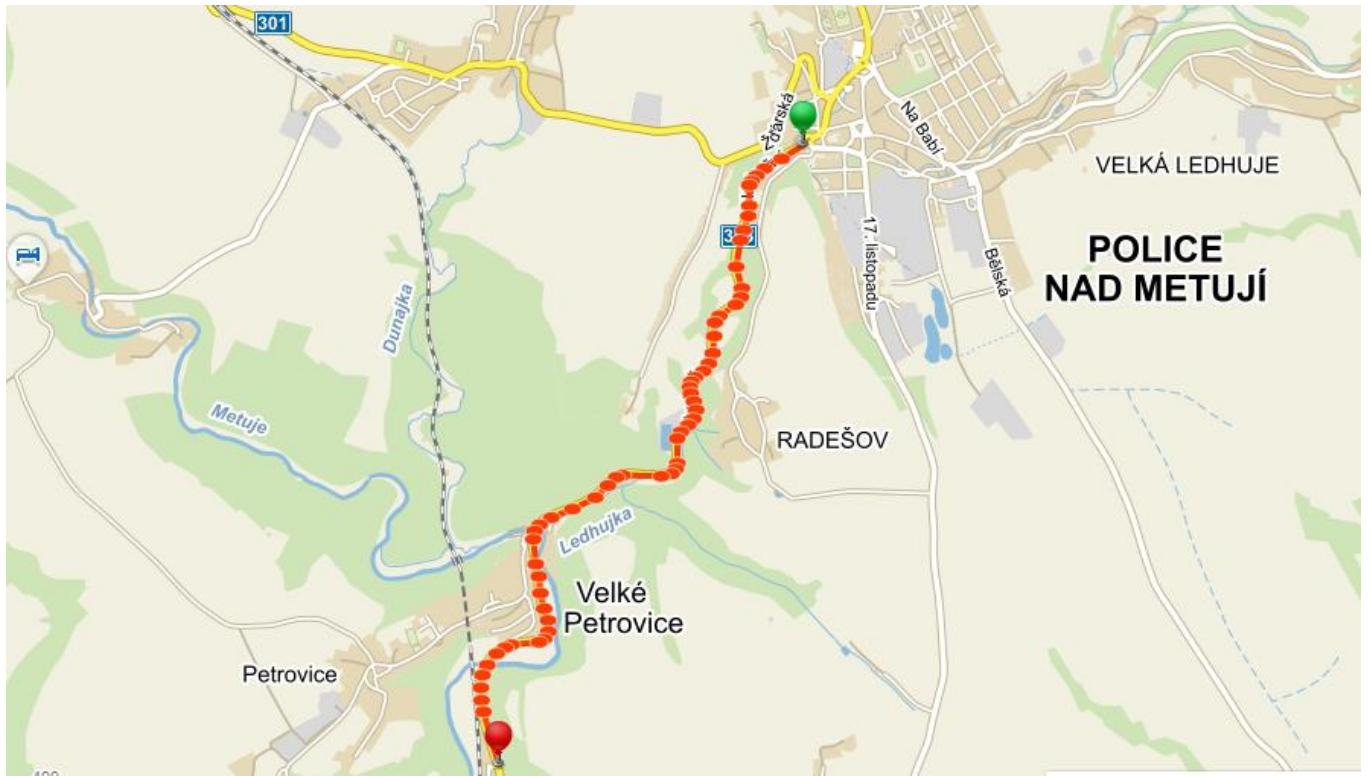 301
Žďárská
Na Babí
VELKÁ LEDHUJE
17. listopadu
Bělská
POLICE
NAD METUJÍ
Dunajka
Metuje
RADEŠOV
Ledhujka
Velké
Petrovice
Petrovice